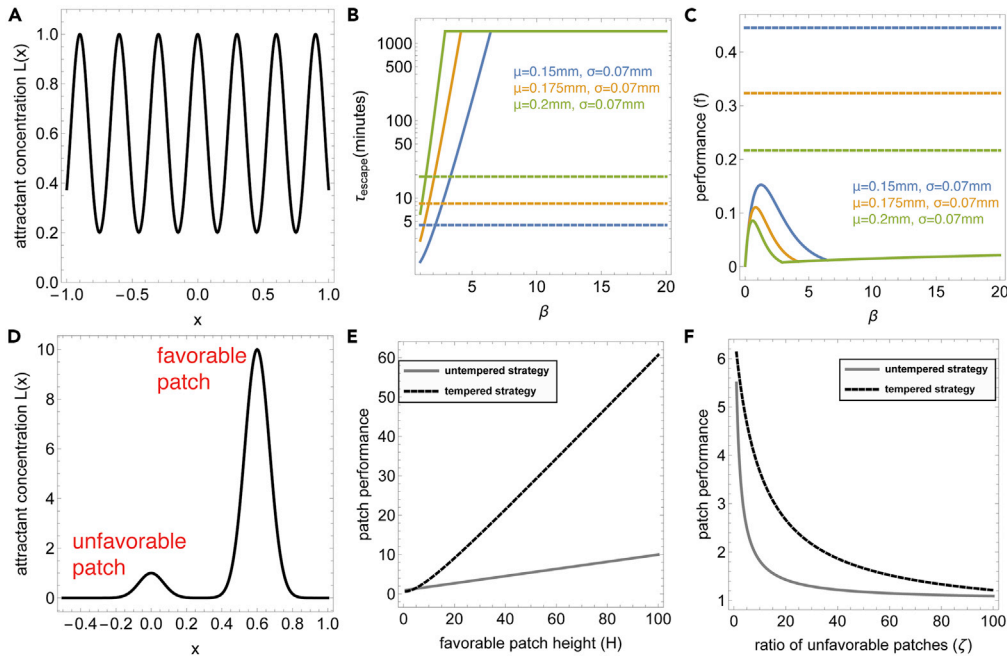 A
attractant concentration L(x)
1.0
0.8
0.6
0.4
0.2
0.0
-1.0
-0.5
0.0
0.5
1.0
x
B
τescape(minutes)
1000
500
100
50
10
5
5
10
15
20
β
μ=0.15mm, σ=0.07mm
μ=0.175mm, σ=0.07mm
μ=0.2mm, σ=0.07mm
C
performance (f)
0.4
0.3
0.2
0.1
0
0
5
10
15
20
β
μ=0.15mm, σ=0.07mm
μ=0.175mm, σ=0.07mm
μ=0.2mm, σ=0.07mm
D
attractant concentration L(x)
10
8
6
4
2
0
-0.4
-0.2
0.0
0.2
0.4
0.6
0.8
1.0
x
favorable
patch
unfavorable
patch
E
patch performance
60
50
40
30
20
10
0
0
20
40
60
80
100
favorable patch height (H)
untempered strategy
tempered strategy
F
patch performance
6
5
4
3
2
1
0
20
40
60
80
100
ratio of unfavorable patches (ζ)
untempered strategy
tempered strategy